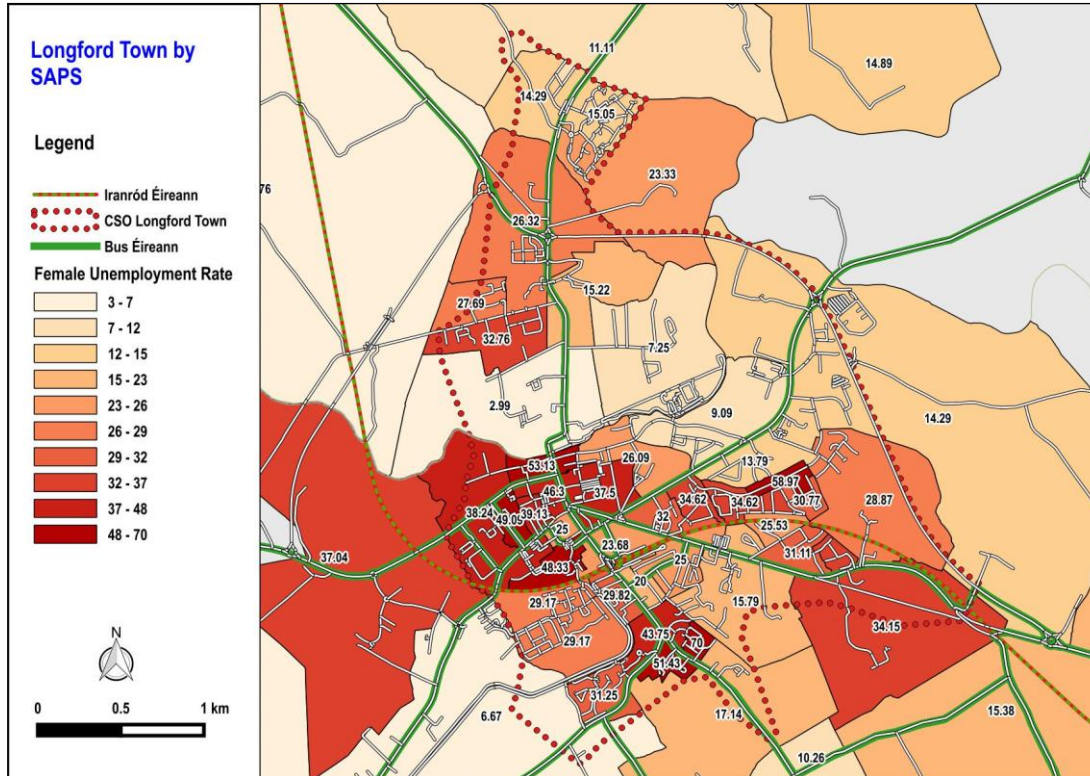 Longford Town by
SAPS
Legend
Iranród Éireann
CSO Longford Town
Bus Éireann
Female Unemployment Rate
3 - 7
7 - 12
12 - 15
15 - 23
23 - 26
26 - 29
29 - 32
32 - 37
37 - 48
48 - 70
N
0 0.5 1 km
11.11
14.89
14.29
15.05
23.33
76
26.32
15.22
27.69
32.76
7.25
2.99
9.09
14.29
13.79
53.13
26.09
58.97
46.3
37.5
34.62
34.62
30.77
28.87
38.24
49.05
39.13
25
32
25.53
37.04
48.33
23.68
25
31.11
20
29.17
29.82
15.79
29.17
43.75
70
34.15
51.43
31.25
6.67
17.14
15.38
10.26